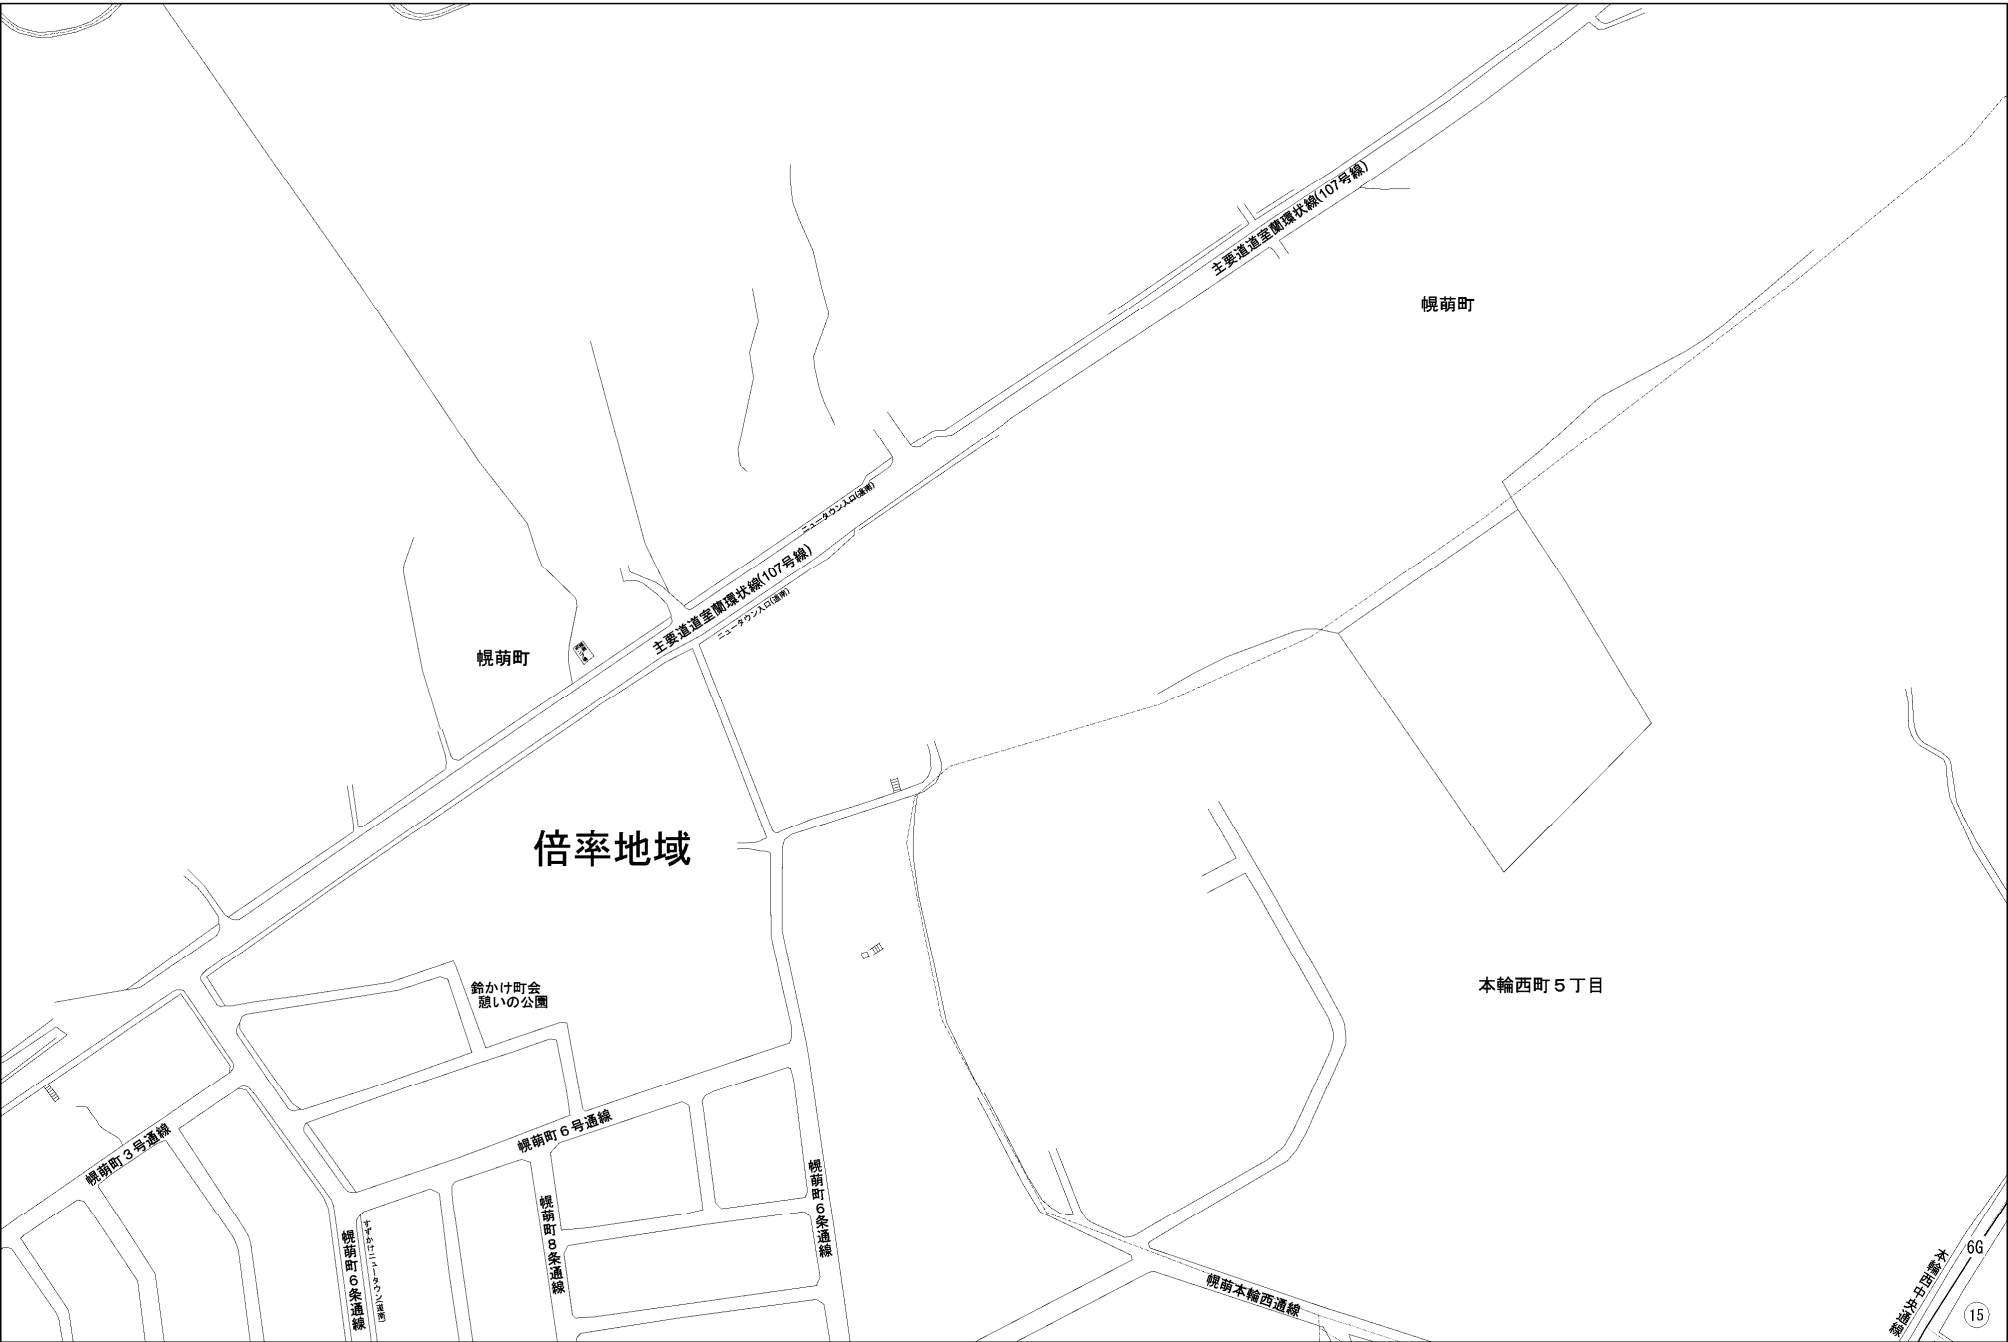 主要道道室蘭環状線(107号線)
幌萌町
ニュータウン入口(道南)
主要道道室蘭環状線(107号線)
ニュータウン入口(道南)
幌萌町
倍率地域
鈴かけ町会
憩いの公園
本輪西町5丁目
幌萌町3号通線
幌萌町6号通線
幌萌町6条通線
すずかけニュータウン(道南)
幌萌町8条通線
幌萌町6条通線
幌萌本輪西通線
本輪西中央通線
6G
15